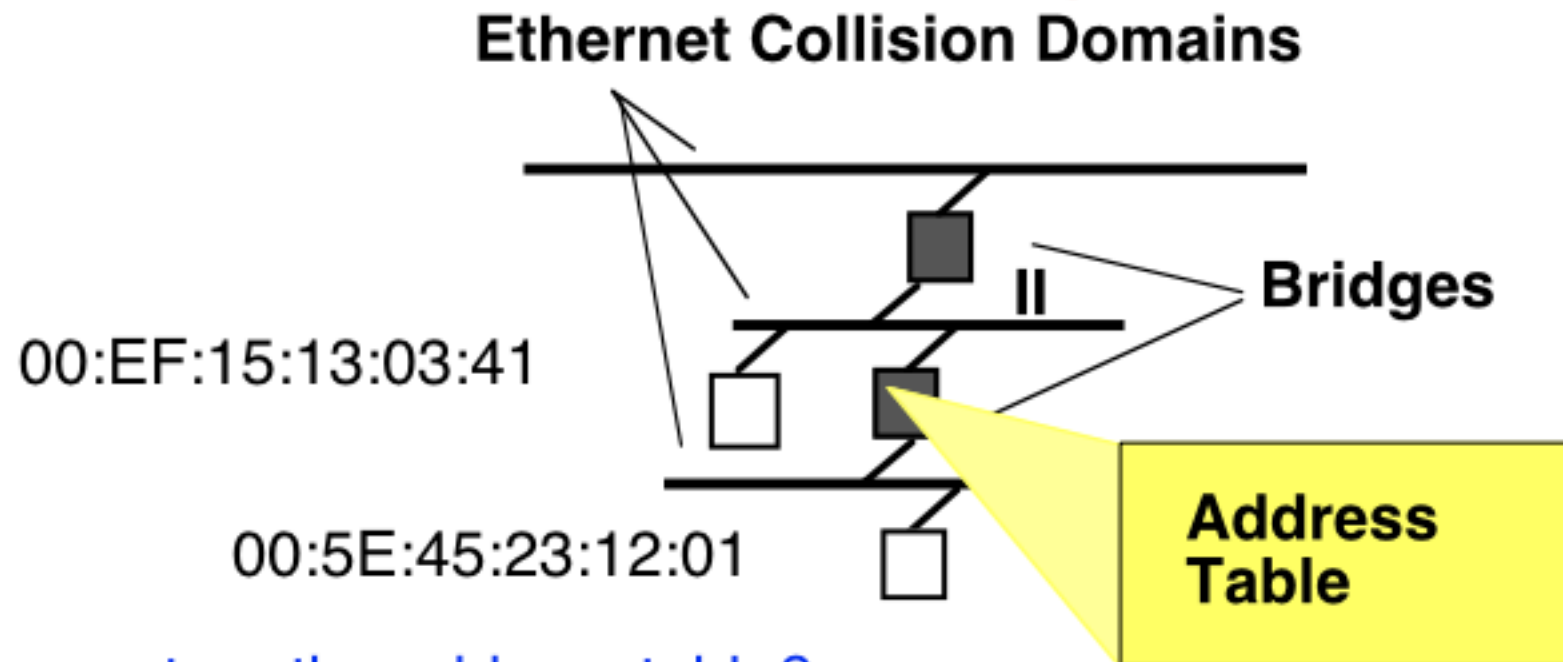 Ethernet Collision Domains
II
Bridges
00:EF:15:13:03:41
Address
Table
00:5E:45:23:12:01